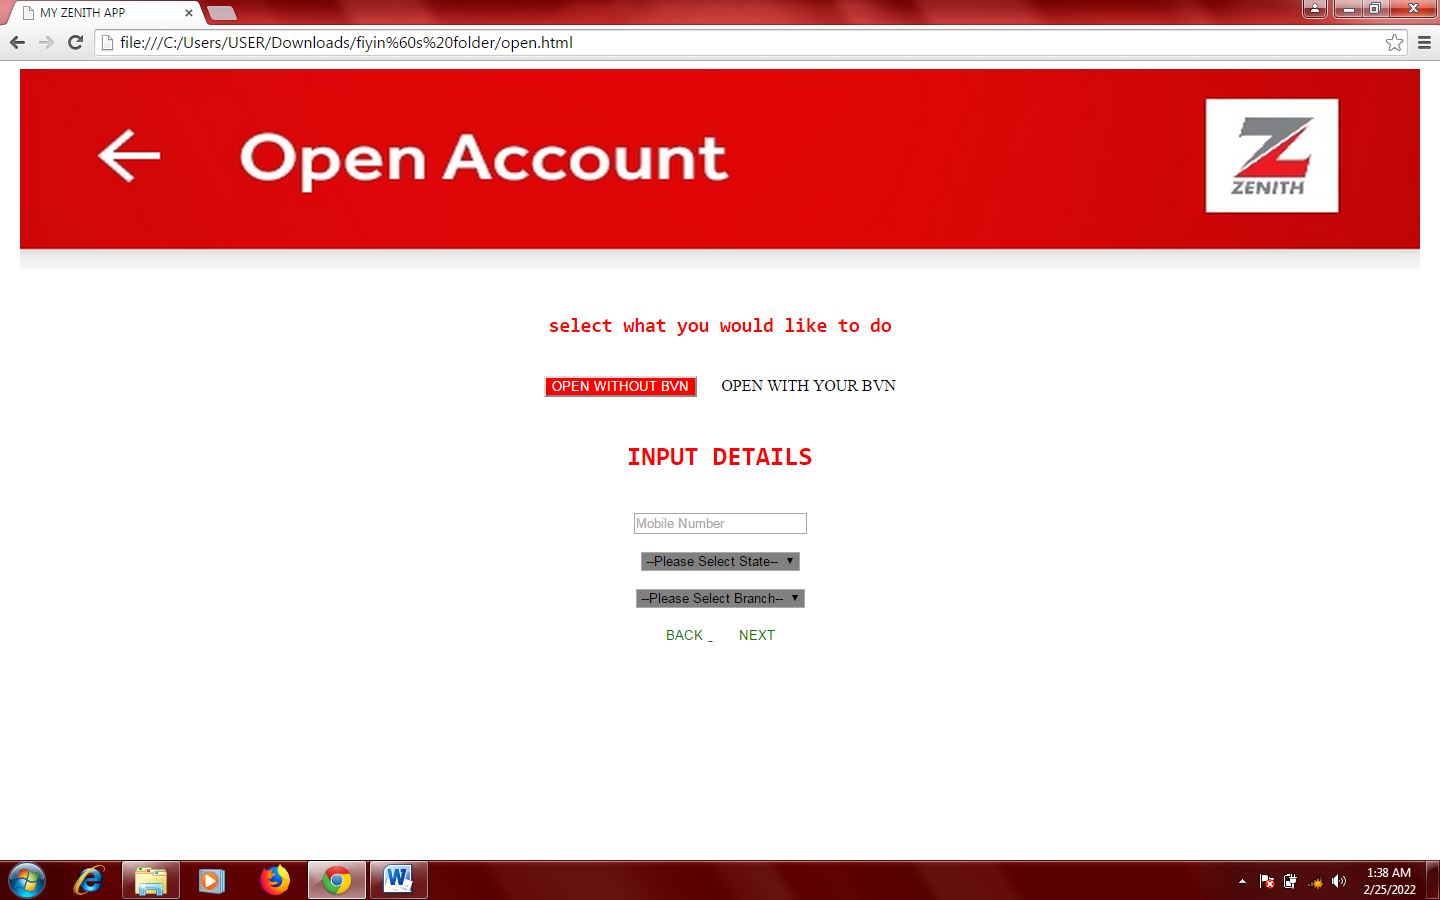 MY ZENITH APP
file:///C:/Users/USER/Downloads/fiyin%60s%20folder/open.html
Open Account
ZENITH
select what you would like to do
OPEN WITHOUT BVN OPEN WITH YOUR BVN
INPUT DETAILS
Mobile Number
--Please Select State--
--Please Select Branch--
BACK _ NEXT
1:38 AM
2/25/2022